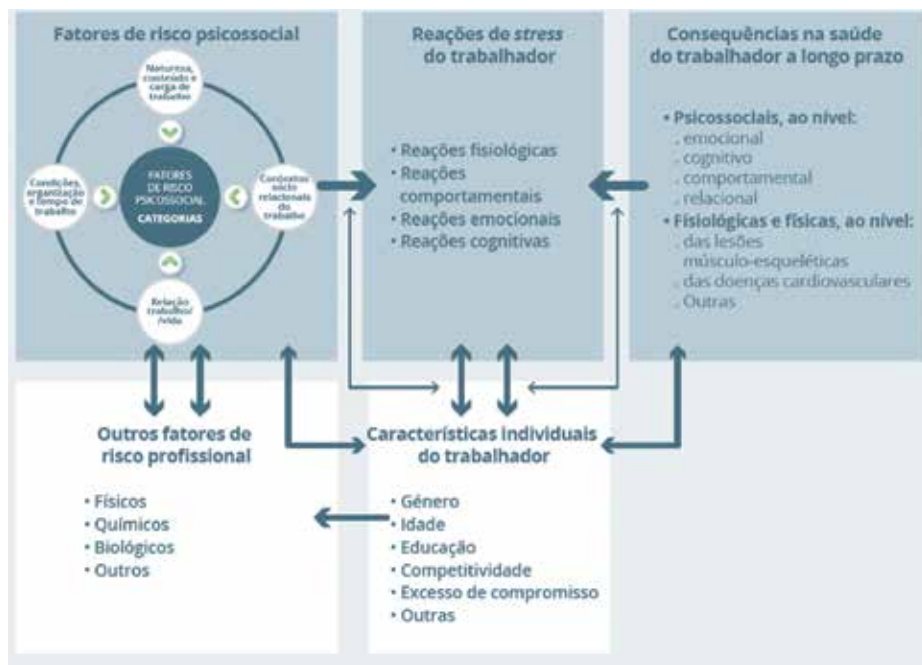 Fatores de risco psicossocial
Natureza,
conteúdo e
carga de
trabalho
Condições,
organização
e tempo de
trabalho
FATORES
DE RISCO
PSICOSSOCIAL
CATEGORIAS
Contextos
sócio
relacionais
do
trabalho
Relação
trabalho/
/vida
Reações de stress
do trabalhador
• Reações fisiológicas
• Reações
comportamentais
• Reações emocionais
• Reações cognitivas
Consequências na saúde
do trabalhador a longo prazo
• Psicossociais, ao nível:
. emocional
. cognitivo
. comportamental
. relacional
• Fisiológicas e físicas, ao nível:
. das lesões
músculo-esqueléticas
. das doenças cardiovasculares
. Outras
Outros fatores de
risco profissional
• Físicos
• Químicos
• Biológicos
• Outros
Características individuais
do trabalhador
• Género
• Idade
• Educação
• Competitividade
• Excesso de compromisso
• Outras